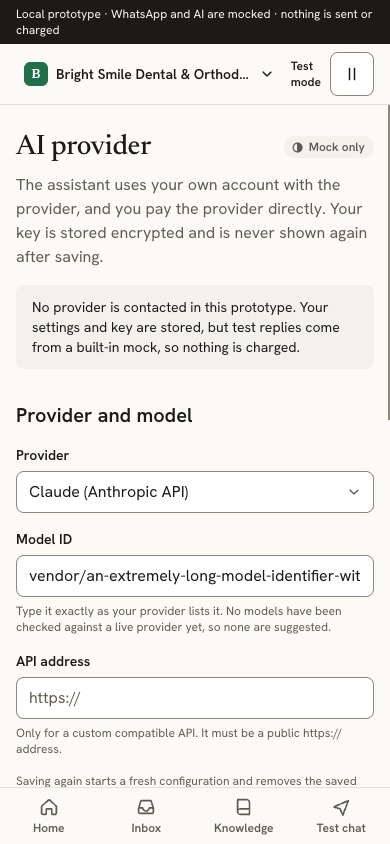 Local prototype · WhatsApp and AI are mocked · nothing is sent or
charged
B
Bright Smile Dental & Orthod...
Test
mode
AI provider
Mock only
The assistant uses your own account with the
provider, and you pay the provider directly. Your
key is stored encrypted and is never shown again
after saving.
No provider is contacted in this prototype. Your
settings and key are stored, but test replies come
from a built-in mock, so nothing is charged.
Provider and model
Provider
Claude (Anthropic API)
Model ID
vendor/an-extremely-long-model-identifier-wit
Type it exactly as your provider lists it. No models have been
checked against a live provider yet, so none are suggested.
API address
https://
Only for a custom compatible API. It must be a public https://
address.
Saving again starts a fresh configuration and removes the saved
Home
Inbox
Knowledge
Test chat